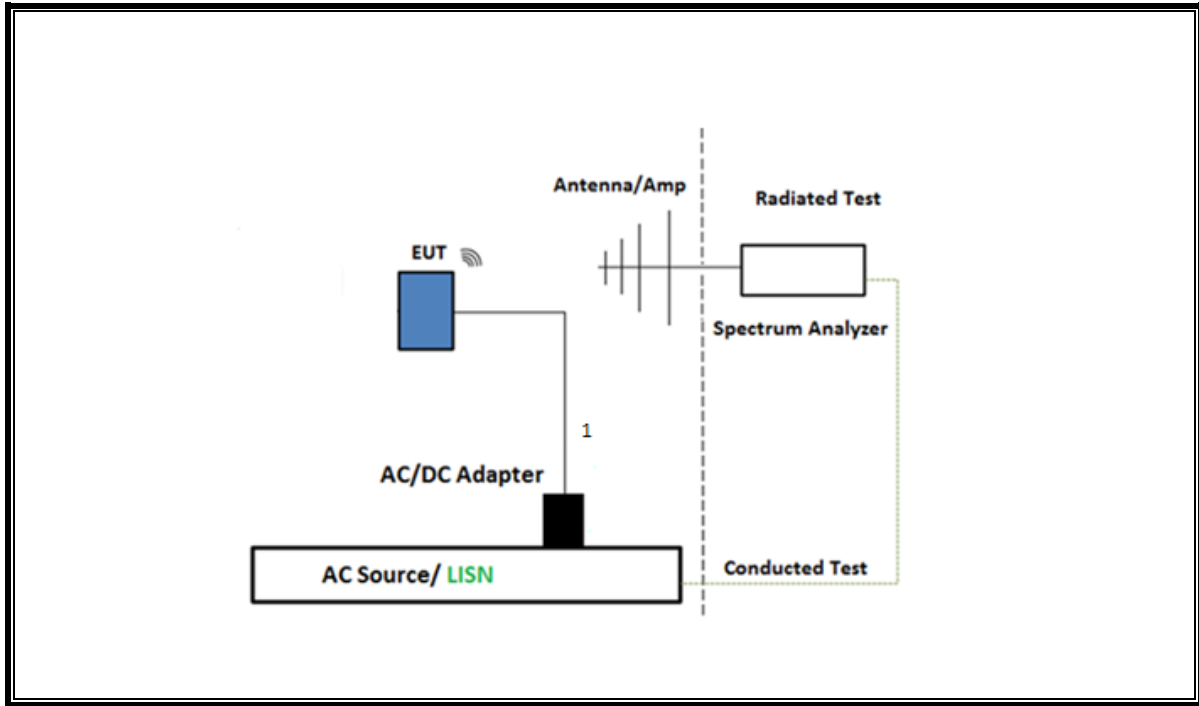 Antenna/Amp
Radiated Test
EUT
Spectrum Analyzer
1
AC/DC Adapter
AC Source/ LISN
Conducted Test